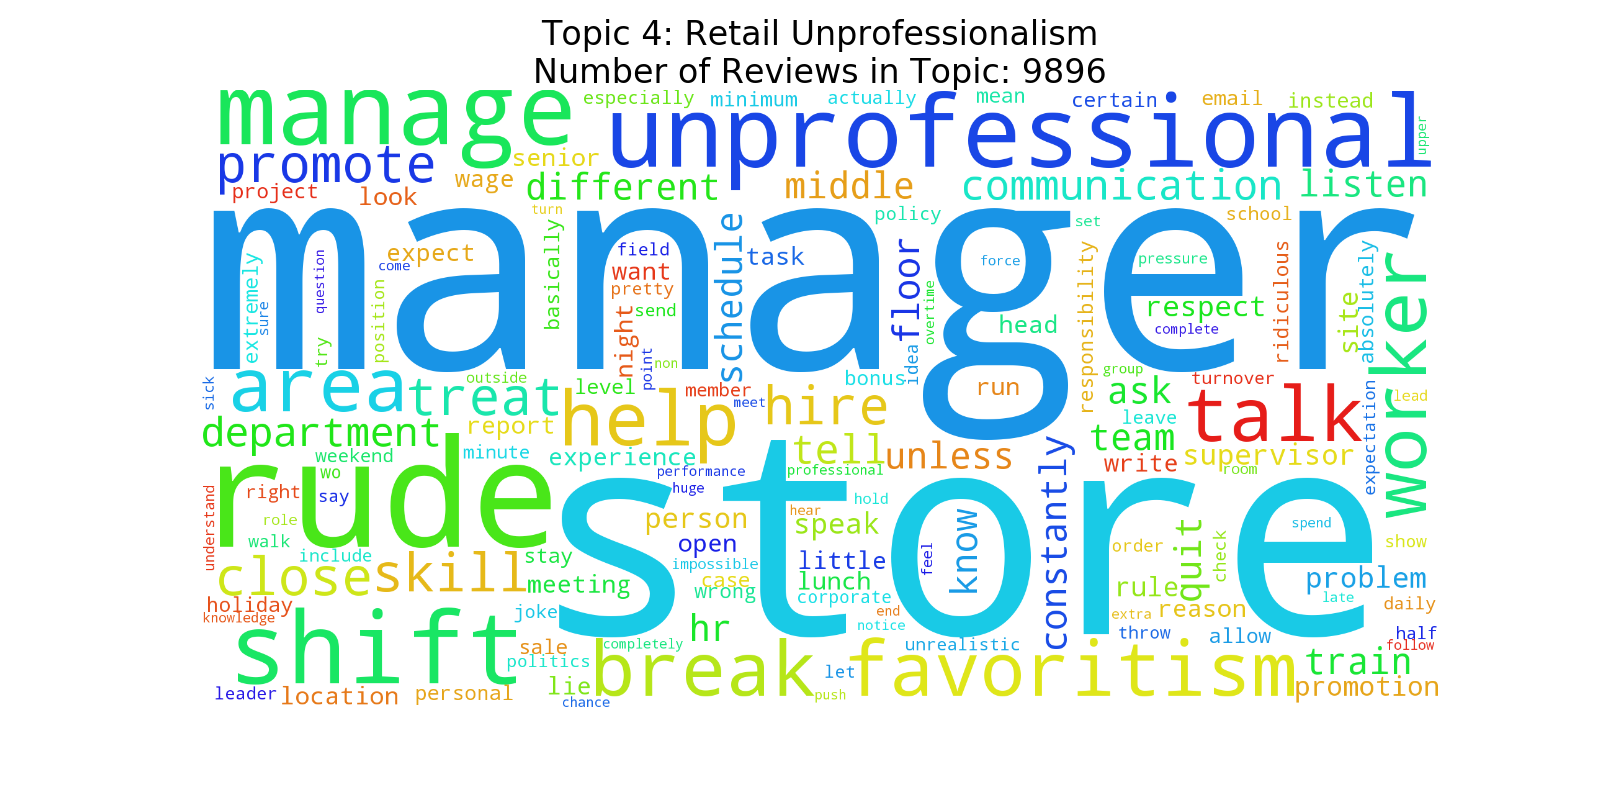 Topic 4: Retail Unprofessionalism
Number of Reviews in Topic: 9896
manage
especially
minimum
actually
mean
certain
email
instead
unprofessional
upper
promote
senior
project
look
wage
different
middle
communication
listen
manager
turn
policy
set
school
extremely
sure
question
come
expect
position
try
basically
field
want
pretty
send
night
point
non
schedule
task
floor
idea
overtime
force
head
run
responsibility
pressure
respect
complete
ridiculous
site
absolutely
worker
sick
area
treat
outside
level
member
meet
help
hire
bonus
group
ask
turnover
leave
talk
expectation
lead
department
report
weekend
minute
experience
tell
unless
team
write
supervisor
room
rude
wo
right
say
role
walk
understand
include
store
performance
huge
professional
hold
hear
person
speak
open
impossible
case
wrong
little
lunch
corporate
end
notice
feel
know
constantly
order
quit
check
rule
reason
extra
spend
show
problem
late
daily
close
skill
stay
meeting
holiday
knowledge
joke
shift
sale
politics
completely
hr
unrealistic
throw
allow
half
follow
leader
location
personal
lie
chance
break
push
let
favoritism
train
promotion